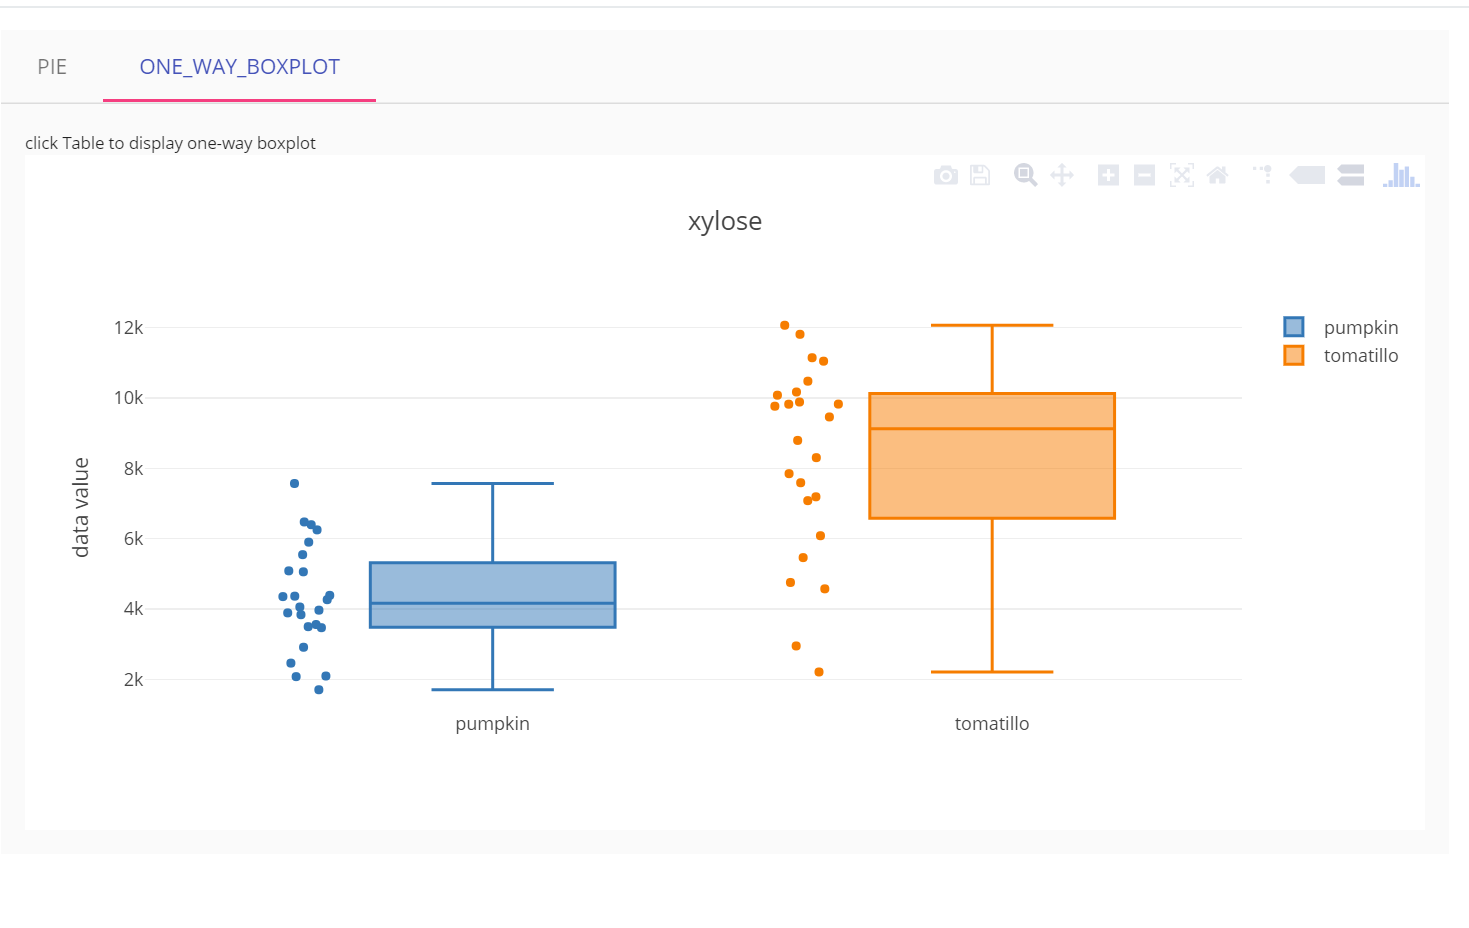 PIE
ONE_WAY_BOXPLOT
click Table to display one-way boxplot
xylose
12k
10k
8k
6k
4k
2k
data value
pumpkin
tomatillo
pumpkin
tomatillo